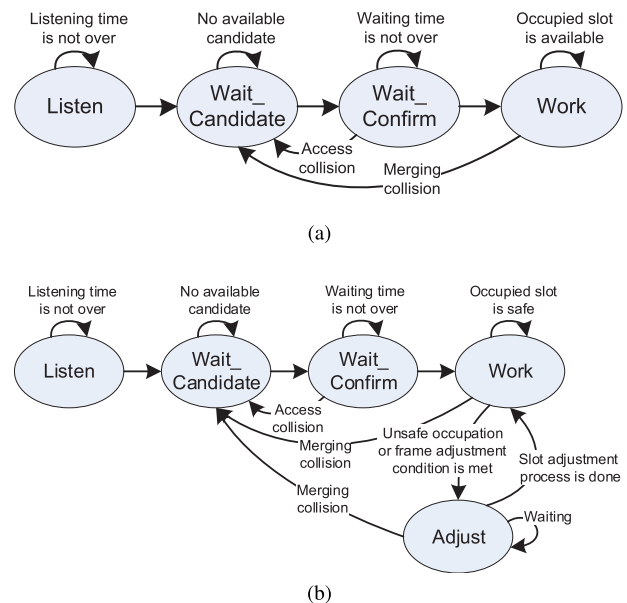 Listening time
is not over
No available
candidate
Waiting time
is not over
Occupied slot
is available
Listen
Wait_
Candidate
Wait_
Confirm
Work
Access
collision
Merging
collision
(a)
Listening time
is not over
No available
candidate
Waiting time
is not over
Occupied slot
is safe
Listen
Wait_
Candidate
Wait_
Confirm
Work
Access
collision
Merging
collision
Unsafe occupation
or frame adjustment
condition is met
Slot adjustment
process is done
Merging
collision
Adjust
Waiting
(b)